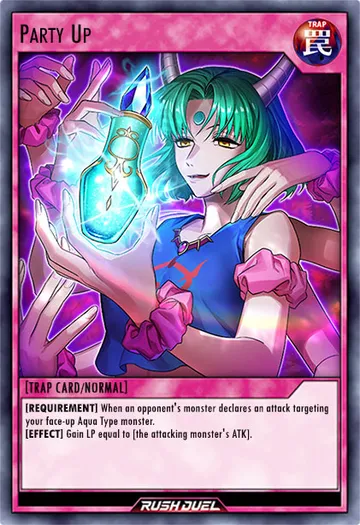 Party Up
TRAP
罠
[TRAP CARD/NORMAL]
[REQUIREMENT] When an opponent's monster declares an attack targeting
your face-up Aqua Type monster.
[EFFECT] Gain LP equal to [the attacking monster's ATK].
RUSH DUEL